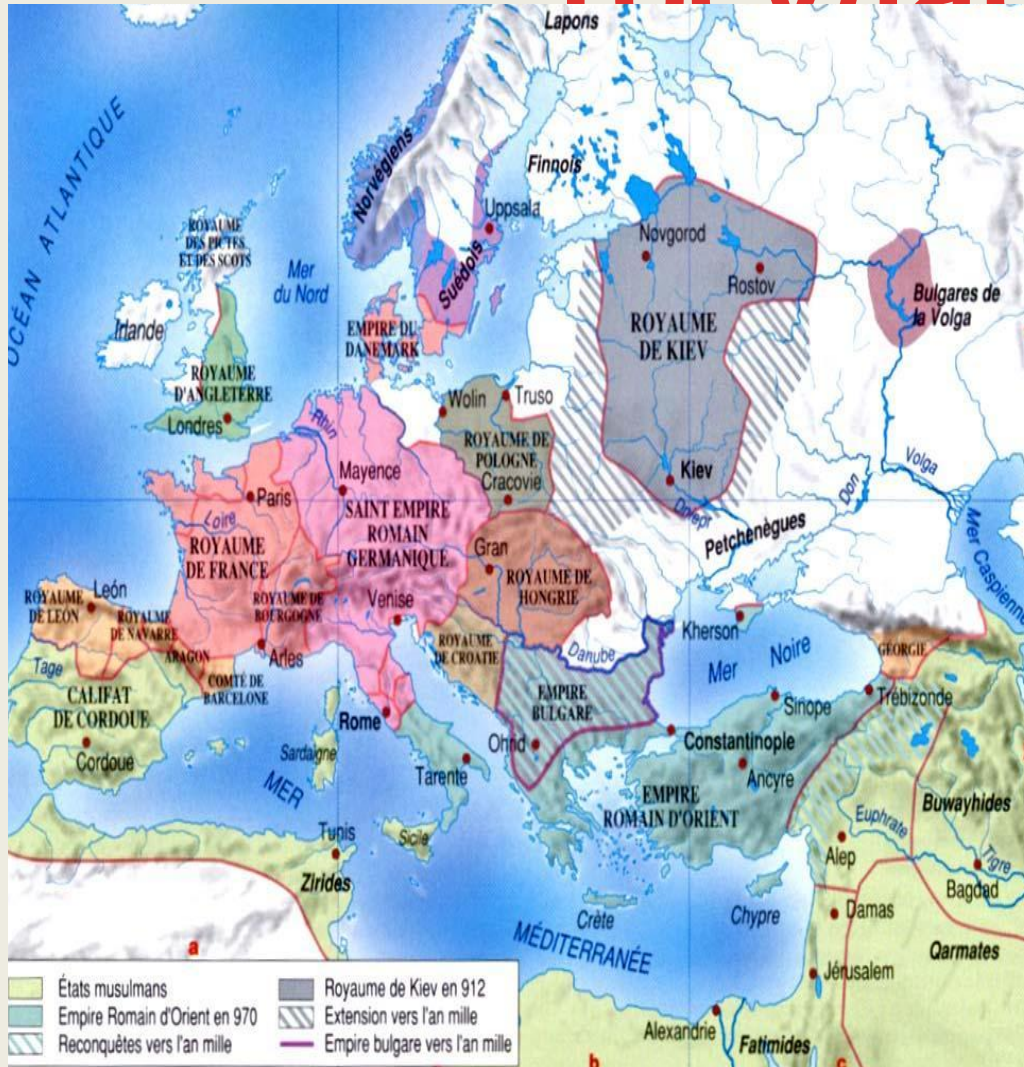 Lapons
OCÉAN ATLANTIQUE
Norvégiens
Finnois
Uppsala
ROYAUME
DES PICTES
ET DES SCOTS
Novgorod
Mer
du Nord
Suédois
Rostov
Bulgares de
la Volga
Irlande
EMPIRE DU
DANEMARK
ROYAUME
DE KIEV
ROYAUME
D'ANGLETERRE
Londres
Wolin
Truso
Rhin
ROYAUME DE
POLOGNE
Cracovie
Mayence
Kiev
Volga
Don
Paris
Dniepr
Loire
SAINT EMPIRE
ROMAIN
GERMANIQUE
Petchenègues
Mer Caspienne
ROYAUME
DE FRANCE
Gran
ROYAUME DE
HONGRIE
León
ROYAUME
DE LEÓN
ROYAUME
DE NAVARRE
ROYAUME DE
BOURGOGNE
Venise
Kherson
ROYAUME
DE CROATIE
Danube
Mer Noire
GÉORGIE
Tage
ARAGON
Arles
COMTÉ DE
BARCELONE
CALIFAT
DE CORDOUE
Cordoue
EMPIRE
BULGARE
Sinope
Trébizonde
Rome
Ohrid
Constantinople
Sardaigne
Tarente
Ancyre
MER
EMPIRE
ROMAIN D'ORIENT
Buwayhides
Euphrate
Tunis
Sicile
Alep
Tigre
Bagdad
Zirides
Crète
Chypre
Damas
MÉDITERRANÉE
Qarmates
a
Jérusalem
Alexandrie
Fatimides
États musulmans
Empire Romain d'Orient en 970
Reconquêtes vers l'an mille
Royaume de Kiev en 912
Extension vers l'an mille
Empire bulgare vers l'an mille
b
c